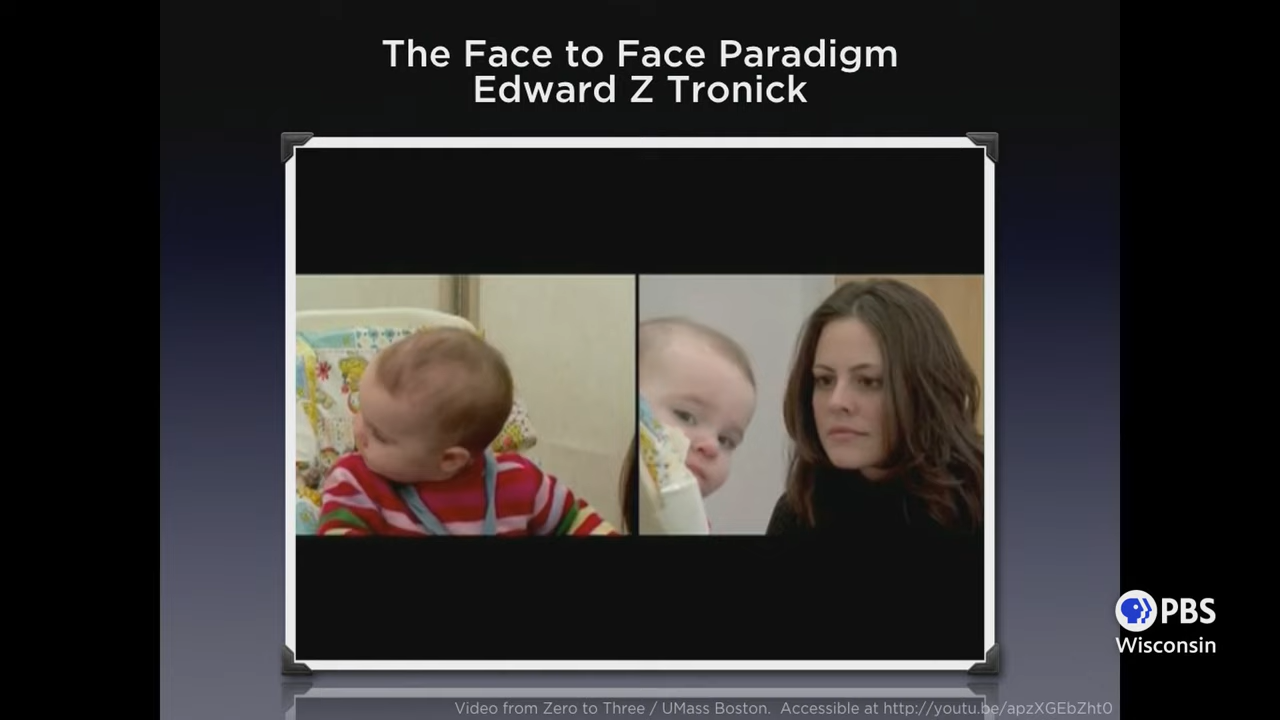 The Face to Face Paradigm
Edward Z Tronick
PBS
Wisconsin
Video from Zero to Three / UMass Boston. Accessible at http://youtu.be/apzXGEbZht0